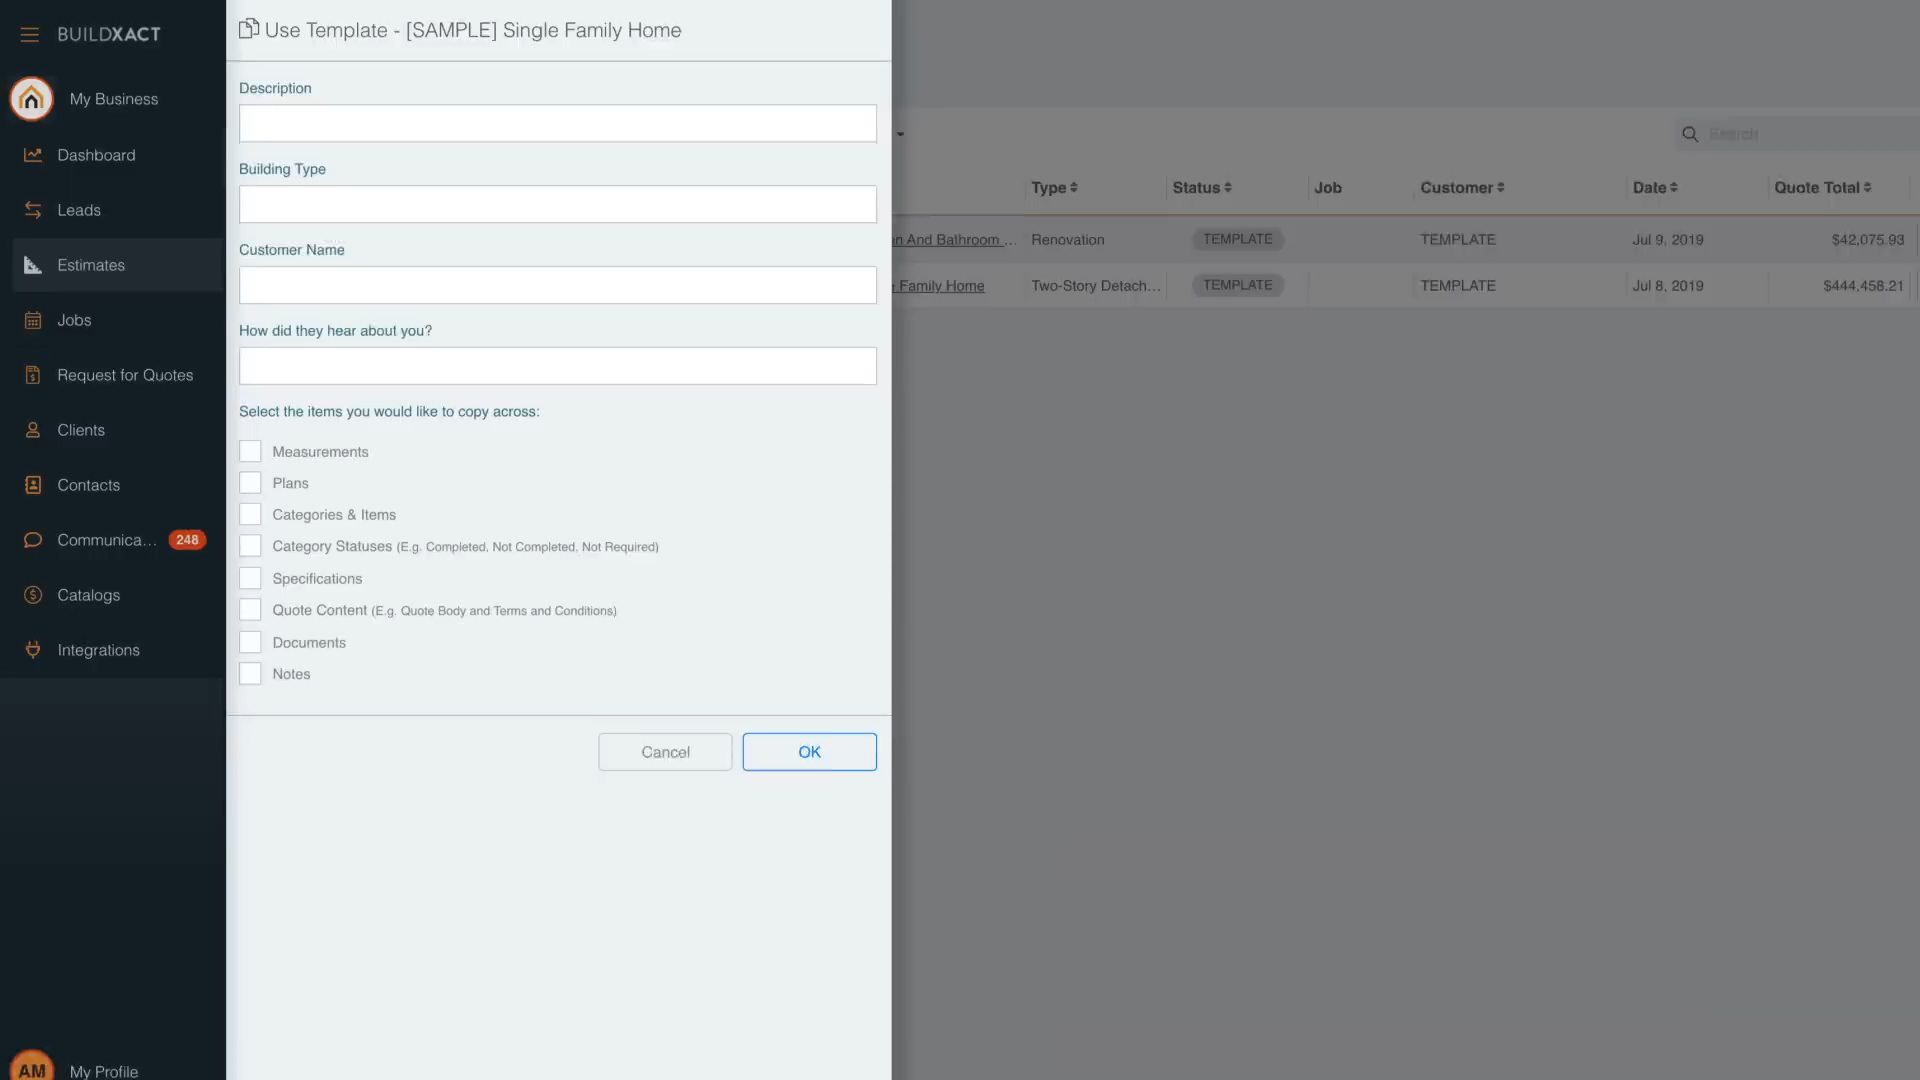 BUILDXACT
My Business
Dashboard
Leads
Estimates
Jobs
Request for Quotes
Clients
Contacts
Communica... 248
Catalogs
Integrations
AM My Profile
Use Template - [SAMPLE] Single Family Home
Description
Building Type
Customer Name
How did they hear about you?
Select the items you would like to copy across:
Measurements
Plans
Categories & Items
Category Statuses (E.g. Completed, Not Completed, Not Required)
Specifications
Quote Content (E.g. Quote Body and Terms and Conditions)
Documents
Notes
Cancel OK
Search
Type Status Job Customer Date Quote Total
And Bathroom ... Renovation TEMPLATE TEMPLATE Jul 9, 2019 $42,075.93
Family Home Two-Story Detach... TEMPLATE TEMPLATE Jul 8, 2019 $444,458.21